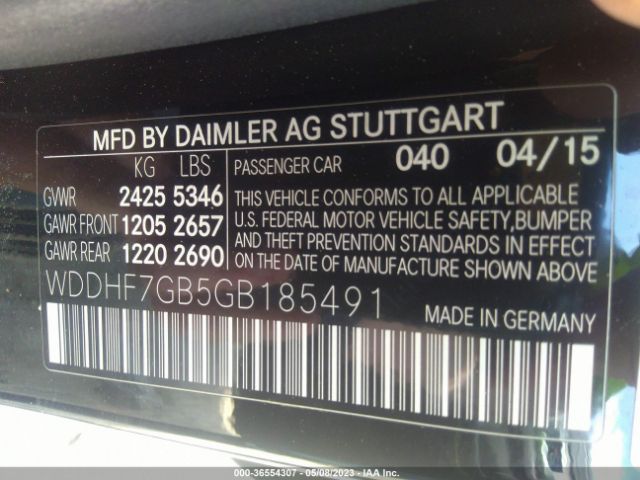 MFD BY DAIMLER AG STUTTGART
KG LBS
PASSENGER CAR 040 04/15
GVWR 2425 5346
GAWR FRONT 1205 2657
GAWR REAR 1220 2690
THIS VEHICLE CONFORMS TO ALL APPLICABLE
U.S. FEDERAL MOTOR VEHICLE SAFETY,BUMPER
AND THEFT PREVENTION STANDARDS IN EFFECT
ON THE DATE OF MANUFACTURE SHOWN ABOVE
WDDHF7GB5GB185491
MADE IN GERMANY
000-36554307 - 05/08/2023 - IAA Inc.